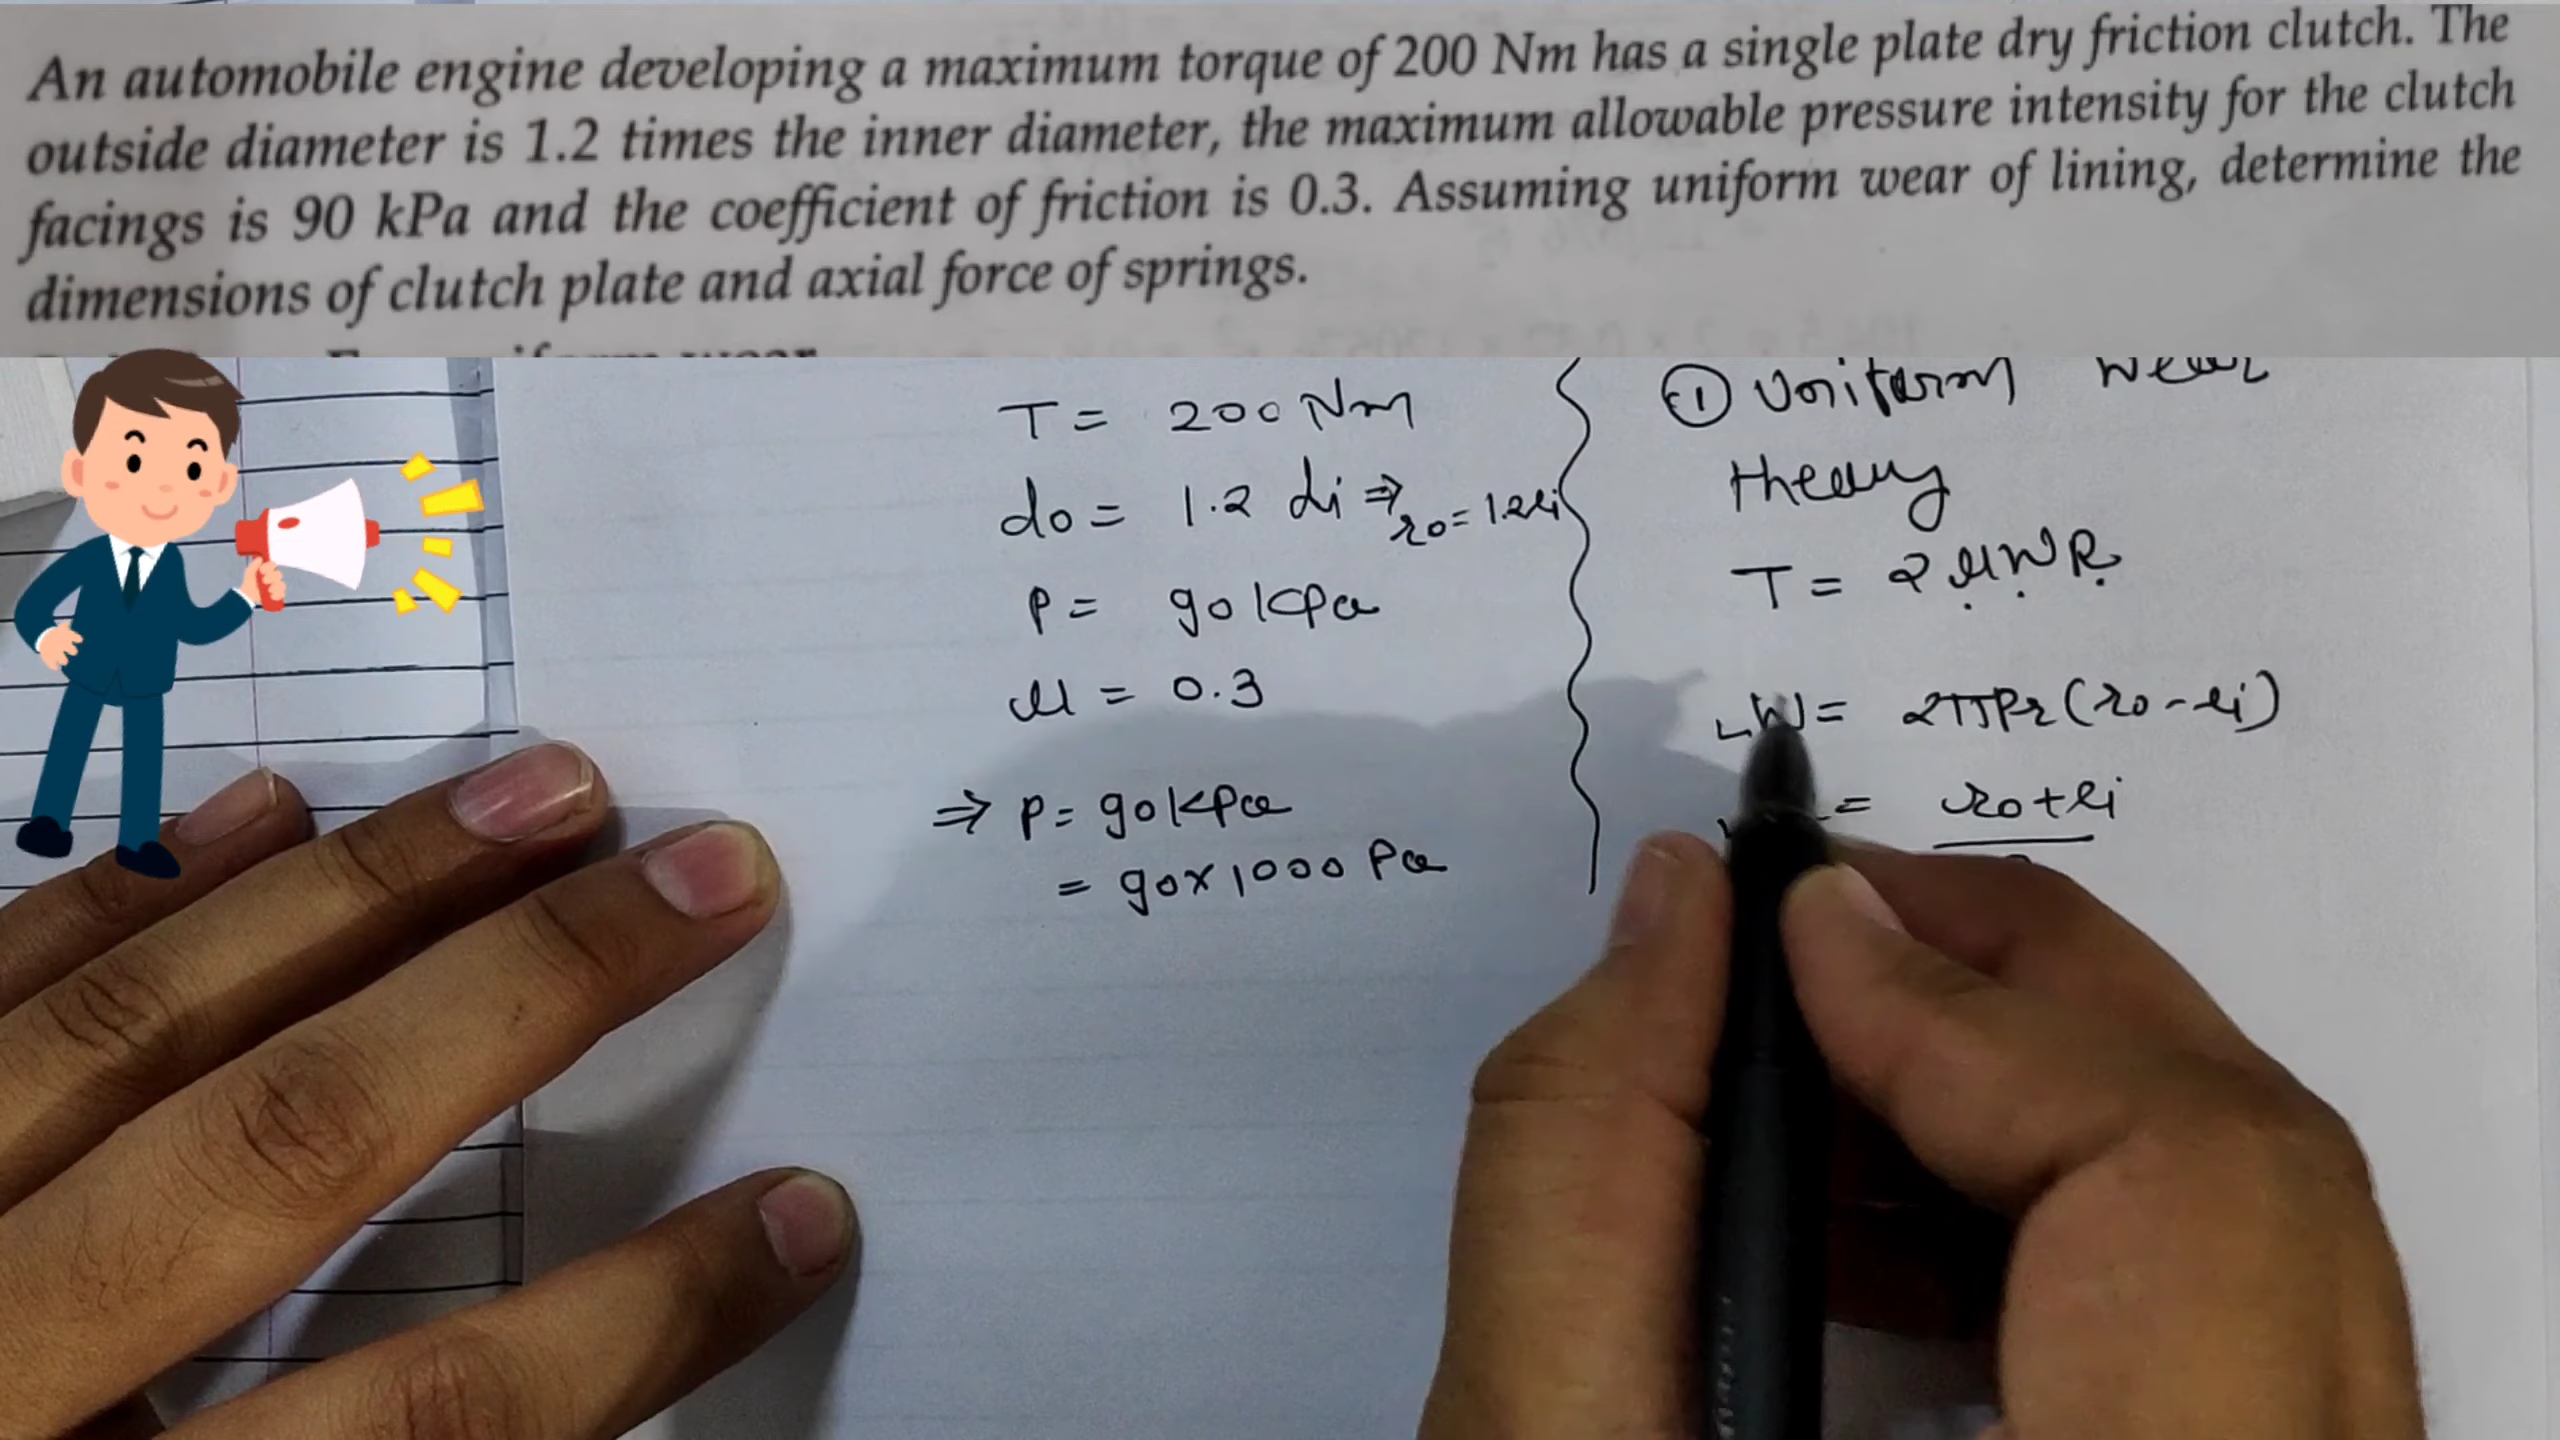 An automobile engine developing a maximum torque of 200 Nm has a single plate dry friction clutch. The
outside diameter is 1.2 times the inner diameter, the maximum allowable pressure intensity for the clutch
facings is 90 kPa and the coefficient of friction is 0.3. Assuming uniform wear of lining, determine the
dimensions of clutch plate and axial force of springs.
T = 200 Nm
do = 1.2 di ⇒ ro = 1.2ri
P = 90 kPa
μ = 0.3
⇒ P = 90 kPa
= 90 x 1000 Pa
① Uniform wear
theory
T = 2 μ W R
W = 2πPr (ro - ri)
= ro + ri